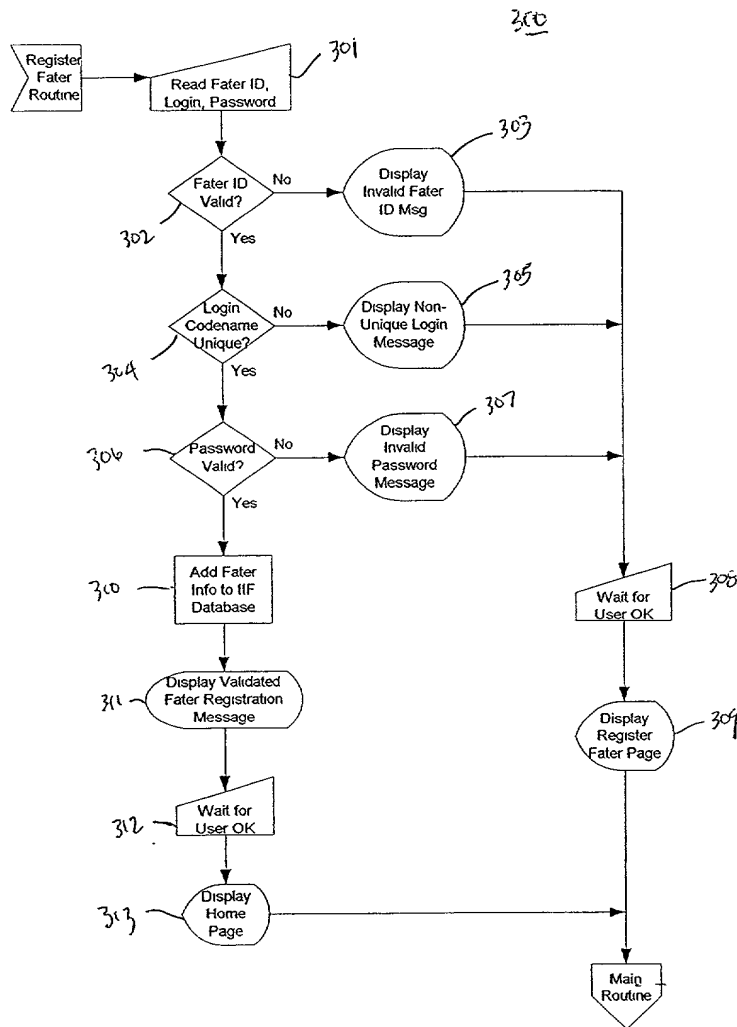 300
Register
Fater
Routine
301
Read Fater ID,
Login, Password
303
Fater ID
Valid?
No
Display
Invalid Fater
ID Msg
302
Yes
305
Login
Codename
Unique?
No
Display Non-
Unique Login
Message
304
Yes
307
306
Password
Valid?
No
Display
Invalid
Password
Message
Yes
310
Add Fater
Info to IIF
Database
308
Wait for
User OK
311
Display Validated
Fater Registration
Message
309
Display
Register
Fater Page
312
Wait for
User OK
313
Display
Home
Page
Main
Routine